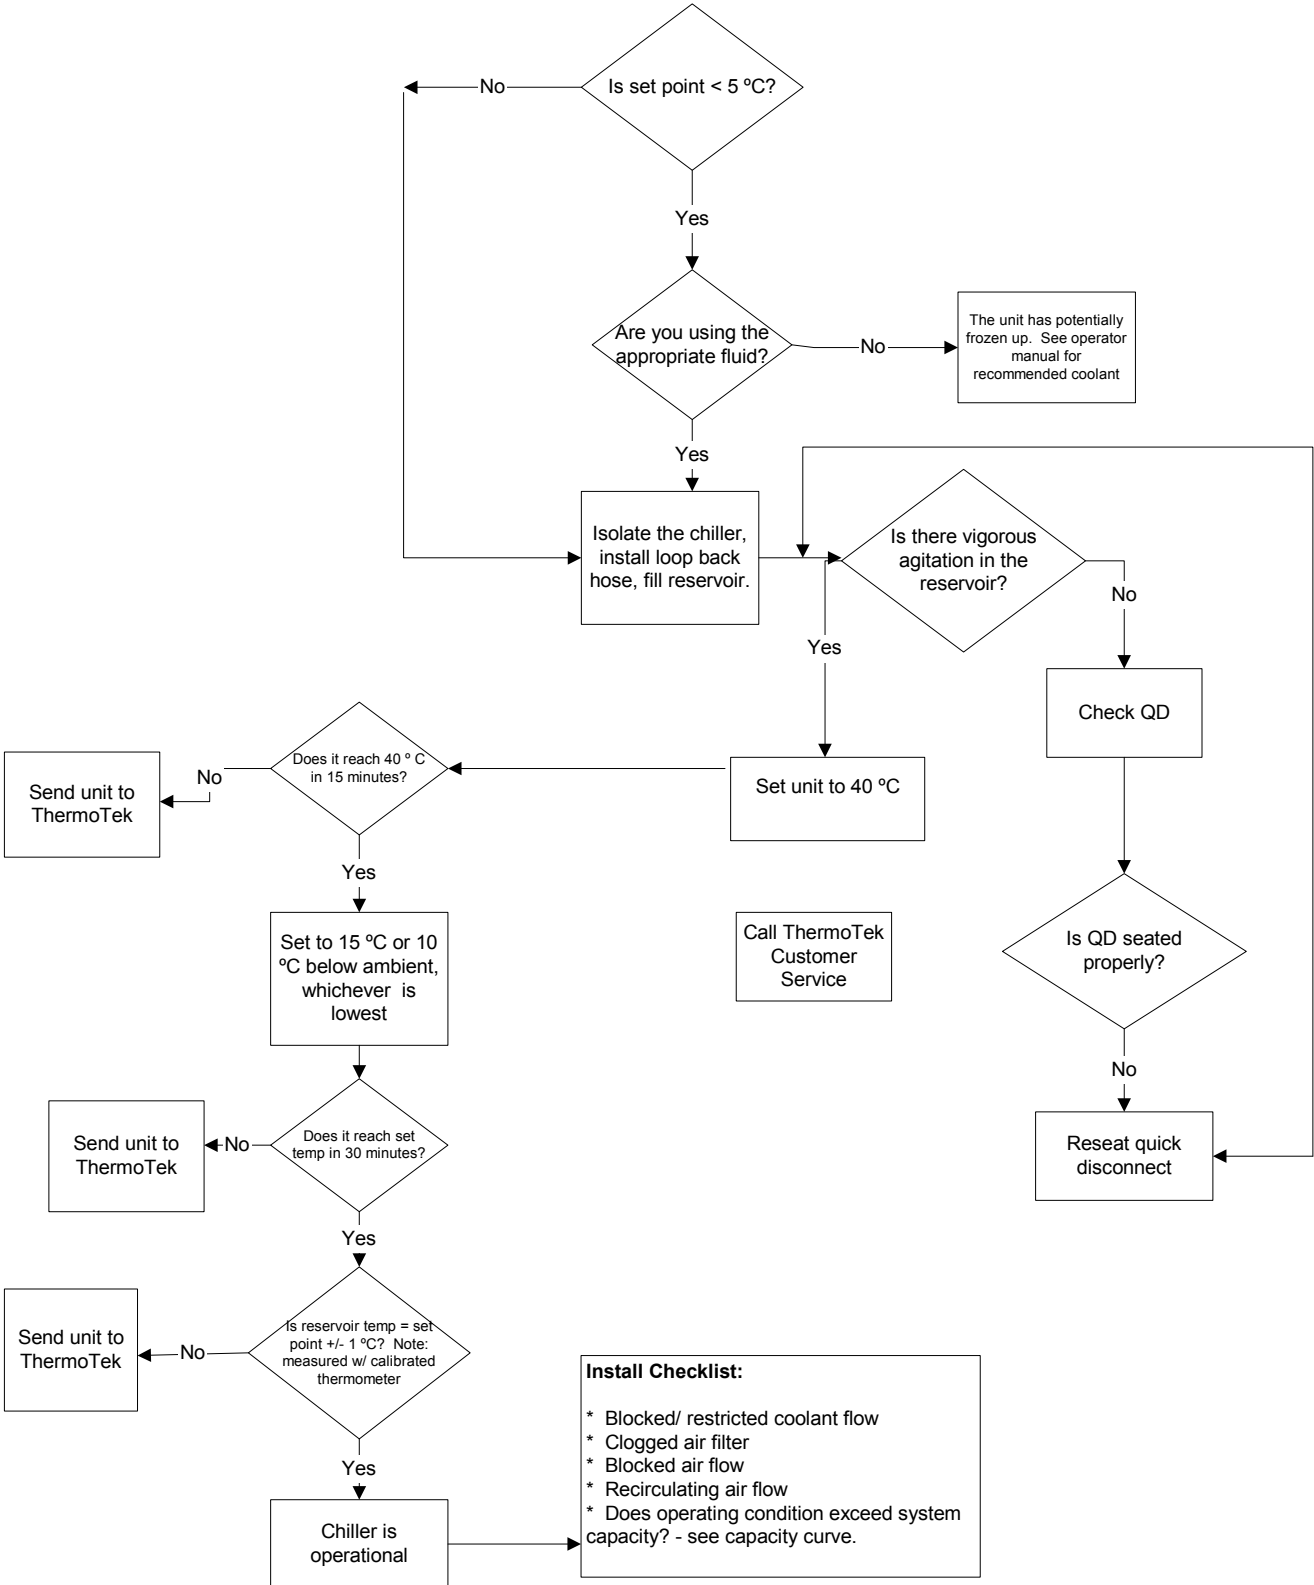 Is set point < 5 ºC?
No
Yes
Are you using the
appropriate fluid?
No
The unit has potentially
frozen up. See operator
manual for
recommended coolant
Yes
Isolate the chiller,
install loop back
hose, fill reservoir.
Is there vigorous
agitation in the
reservoir?
No
Yes
Check QD
Set unit to 40 ºC
Does it reach 40 º C
in 15 minutes?
No
Send unit to
ThermoTek
Yes
Set to 15 ºC or 10
ºC below ambient,
whichever is
lowest
Call ThermoTek
Customer
Service
Is QD seated
properly?
No
Reseat quick
disconnect
Does it reach set
temp in 30 minutes?
No
Send unit to
ThermoTek
Yes
Is reservoir temp = set
point +/- 1 ºC? Note:
measured w/ calibrated
thermometer
No
Send unit to
ThermoTek
Yes
Chiller is
operational
Install Checklist:
* Blocked/ restricted coolant flow
* Clogged air filter
* Blocked air flow
* Recirculating air flow
* Does operating condition exceed system
capacity? - see capacity curve.